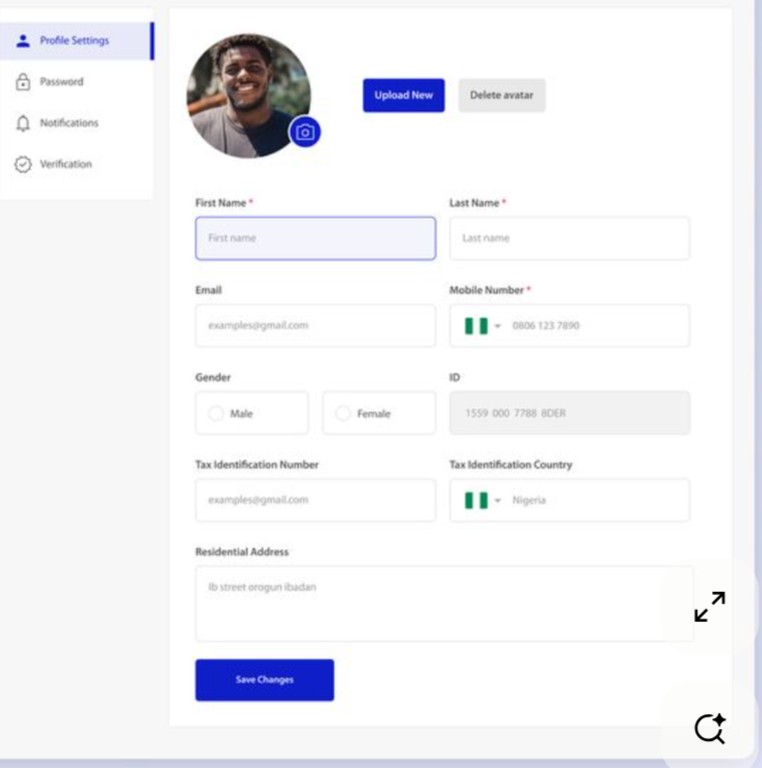 Profile Settings
Password
Notifications
Verification
Upload New
Delete avatar
First Name *
Last Name *
First name
Last name
Email
Mobile Number *
examples@gmail.com
0806 123 7890
Gender
ID
Male
Female
1559 000 7788 8DER
Tax Identification Number
Tax Identification Country
examples@gmail.com
Nigeria
Residential Address
Ib street orogun ibadan
Save Changes